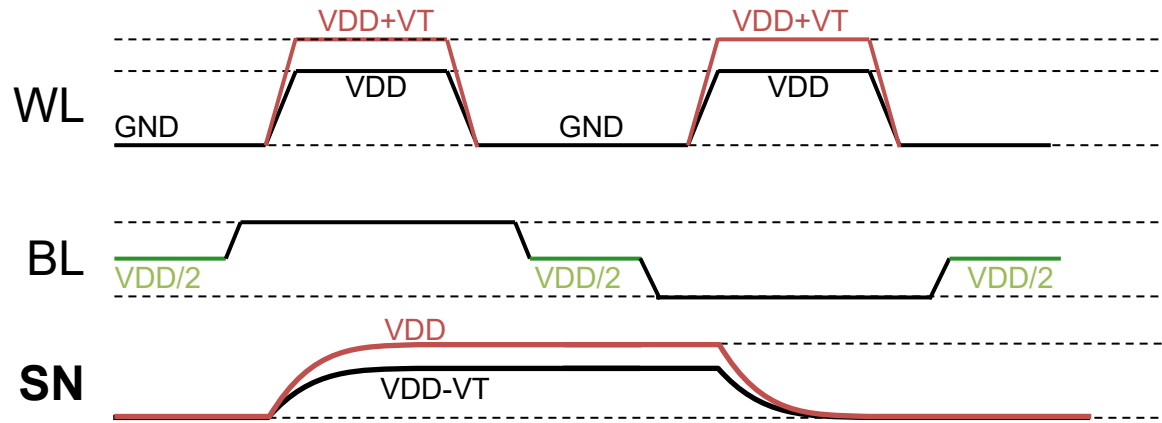 VDD+VT VDD+VT
WL
VDD VDD
GND GND
BL
VDD/2 VDD/2 VDD/2
VDD
SN
VDD-VT